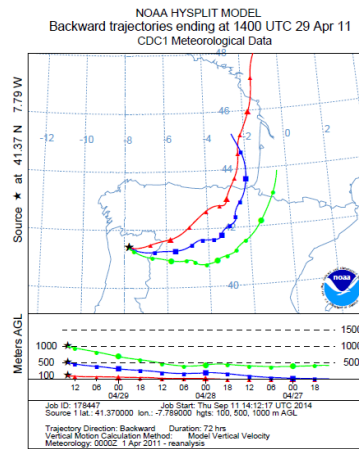 NOAA HYSPLIT MODEL
Backward trajectories ending at 1400 UTC 29 Apr 11
CDC1 Meteorological Data
Source ★ at 41.37 N 7.79 W
48
46
44
40
-12 -10 -8 -6 -4 -2 0 2
noaa
Meters AGL
1500
1000 1000
500 500
100
12 06 00 18 12 06 00 18 12 06 00 18
04/29 04/28 04/27
Job ID: 178447 Job Start: Thu Sep 11 14:12:17 UTC 2014
Source 1 lat.: 41.370000 lon.: -7.789000 hgts: 100, 500, 1000 m AGL
Trajectory Direction: Backward Duration: 72 hrs
Vertical Motion Calculation Method: Model Vertical Velocity
Meteorology: 0000Z 1 Apr 2011 - reanalysis